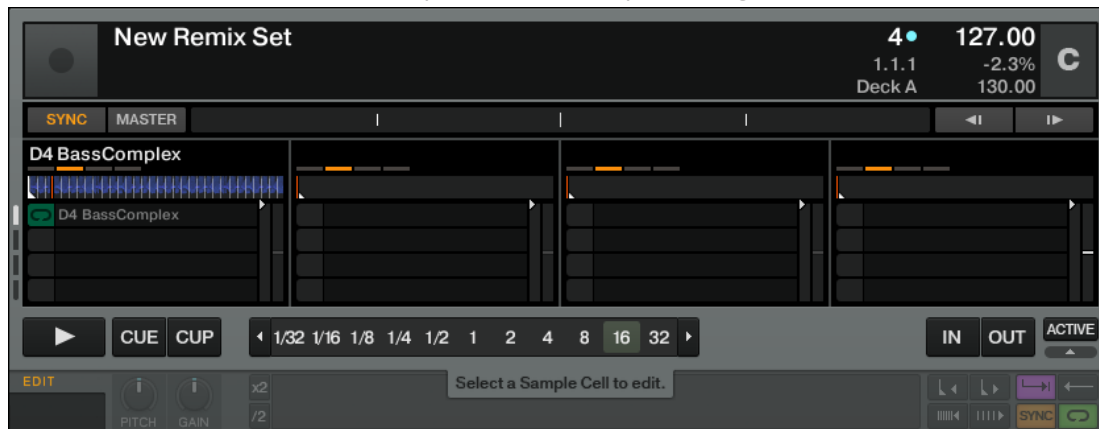 New Remix Set
4 127.00
1.1.1 -2.3%
Deck A 130.00
C
SYNC MASTER
D4 BassComplex
D4 BassComplex
CUE CUP 1/32 1/16 1/8 1/4 1/2 1 2 4 8 16 32 IN OUT ACTIVE
EDIT
Select a Sample Cell to edit.
x2
PITCH GAIN /2 SYNC